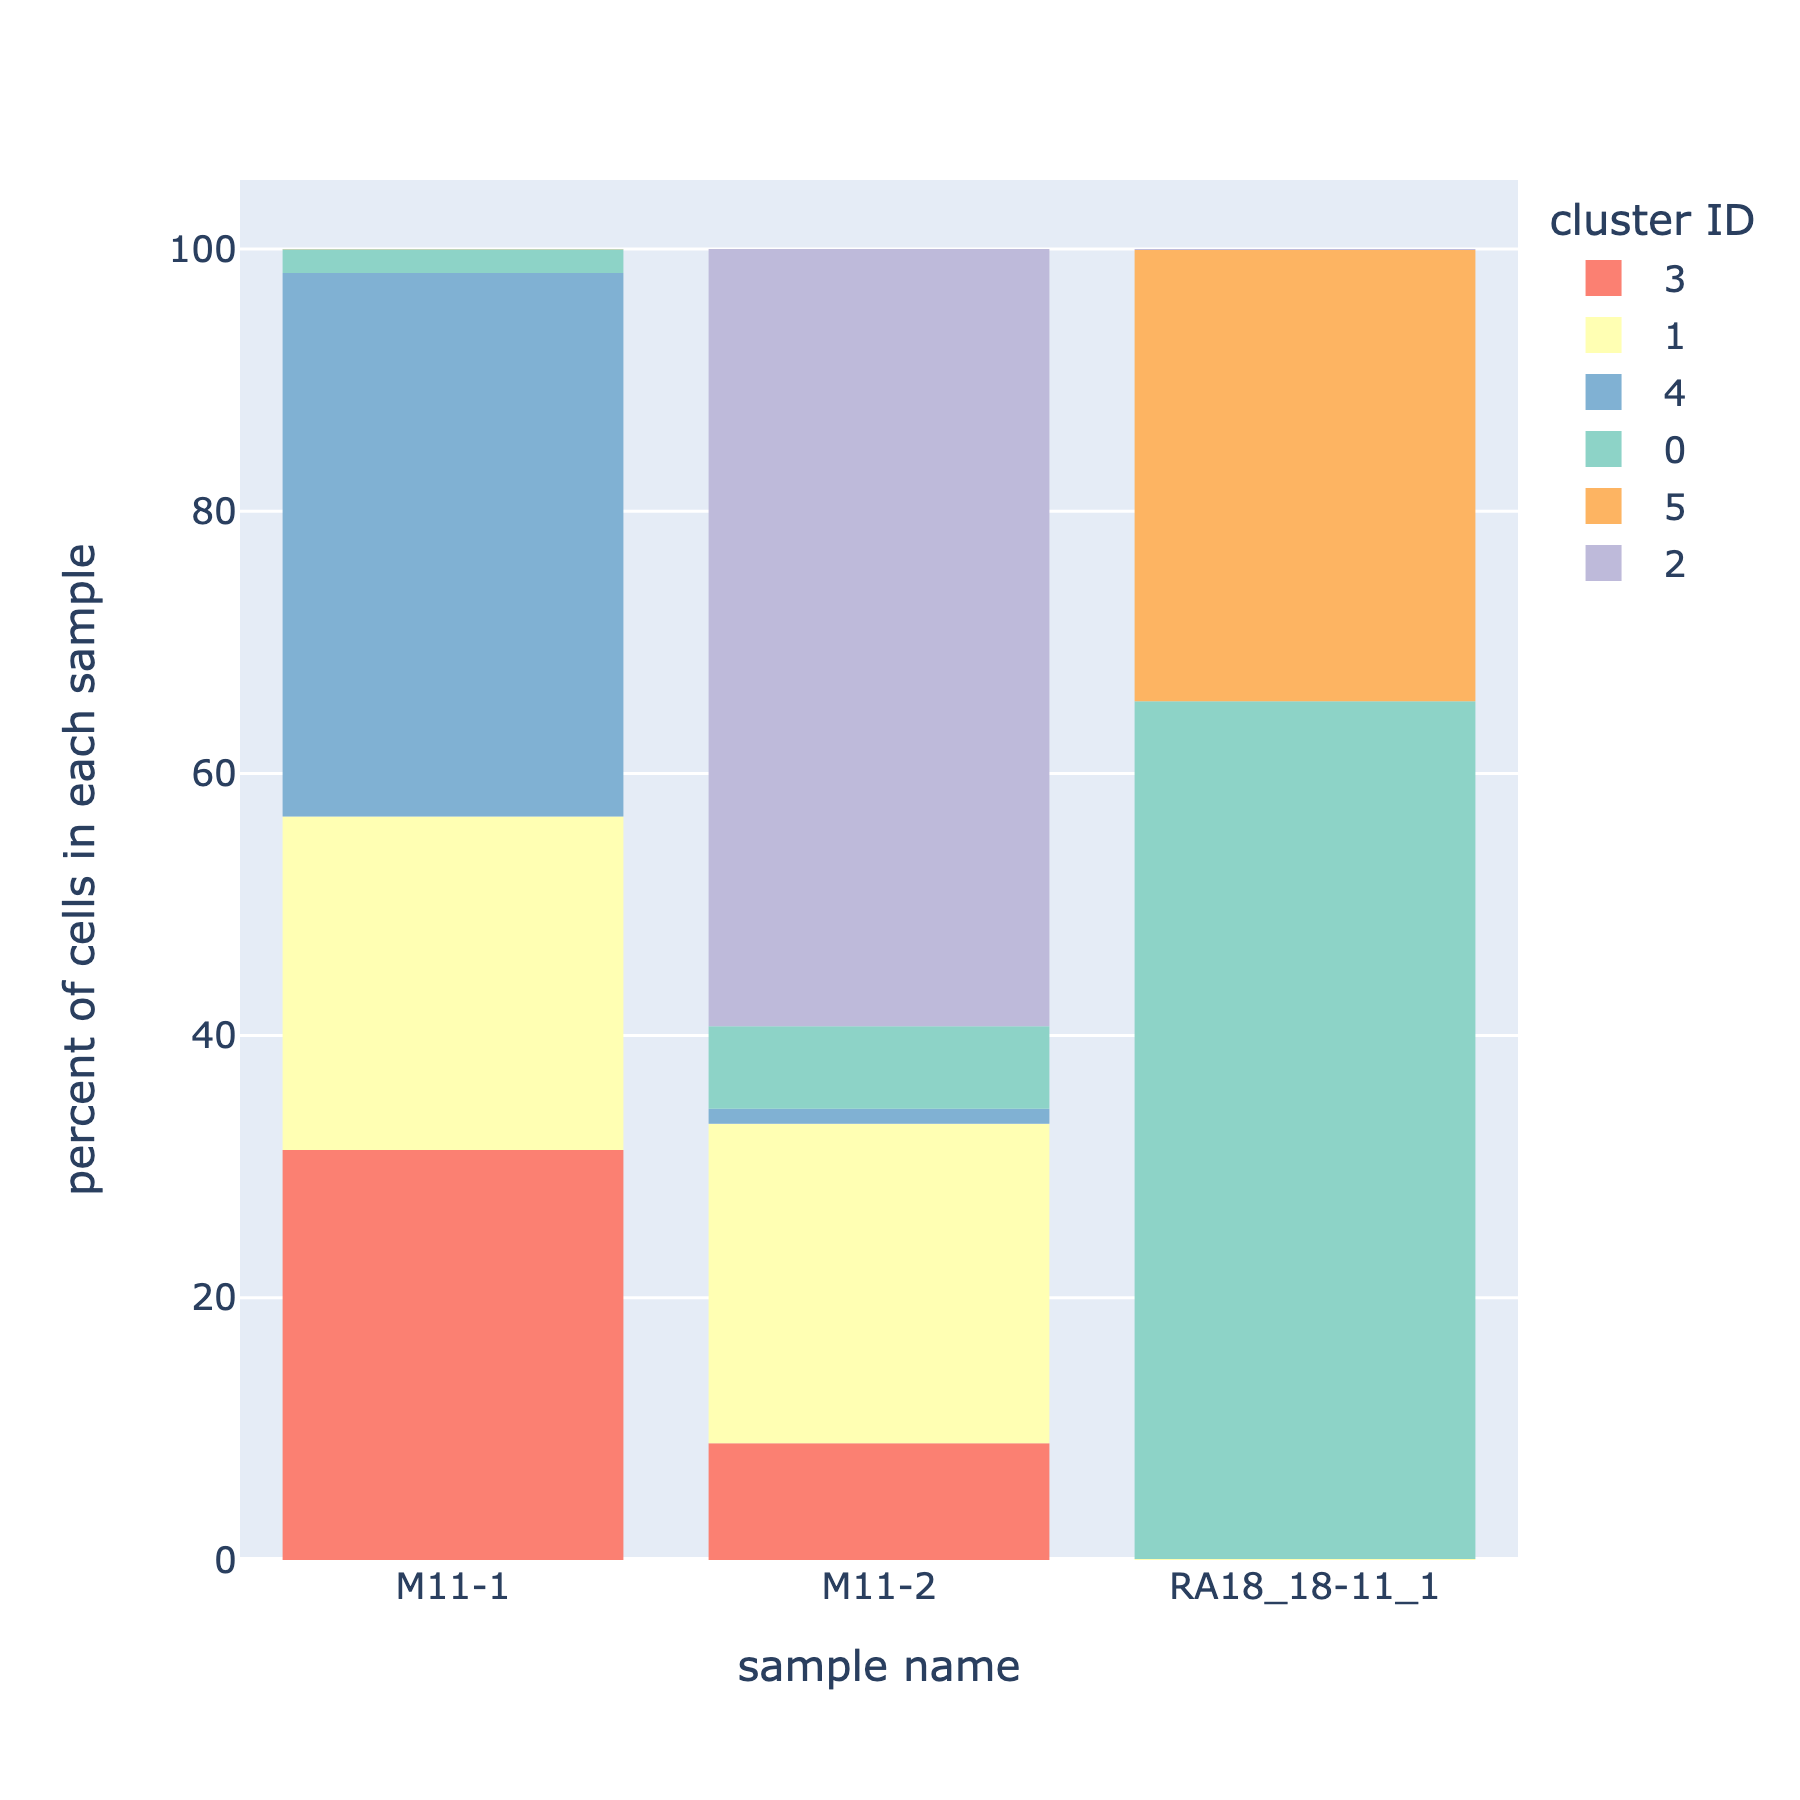 cluster ID
3
1
4
0
5
2
100
80
60
40
20
0
percent of cells in each sample
M11-1
M11-2
RA18_18-11_1
sample name